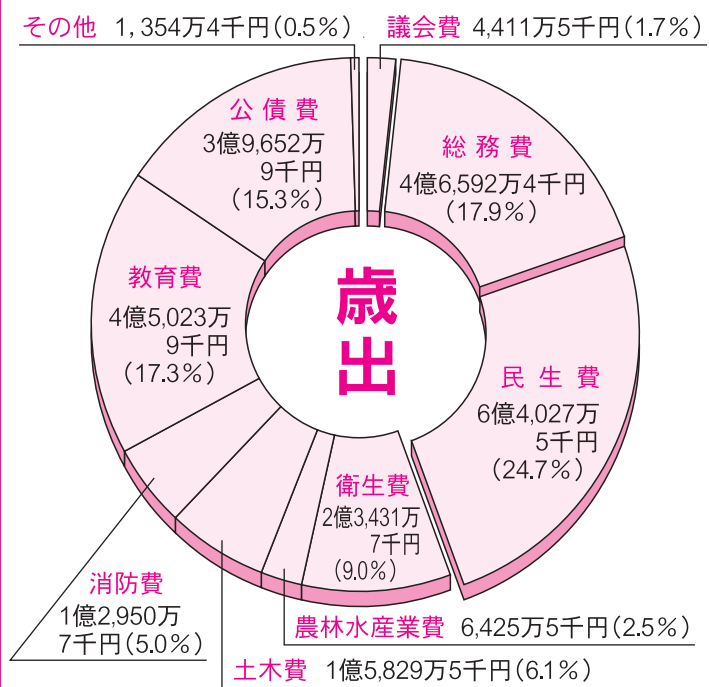 その他 1,354万4千円(0.5%)
議会費 4,411万5千円(1.7%)
公債費
3億9,652万
9千円
(15.3%)
総務費
4億6,592万4千円
(17.9%)
教育費
4億5,023万
9千円
(17.3%)
歳出
民生費
6億4,027万
5千円
(24.7%)
衛生費
2億3,431万
7千円
(9.0%)
消防費
1億2,950万
7千円(5.0%)
農林水産業費 6,425万5千円(2.5%)
土木費 1億5,829万5千円(6.1%)